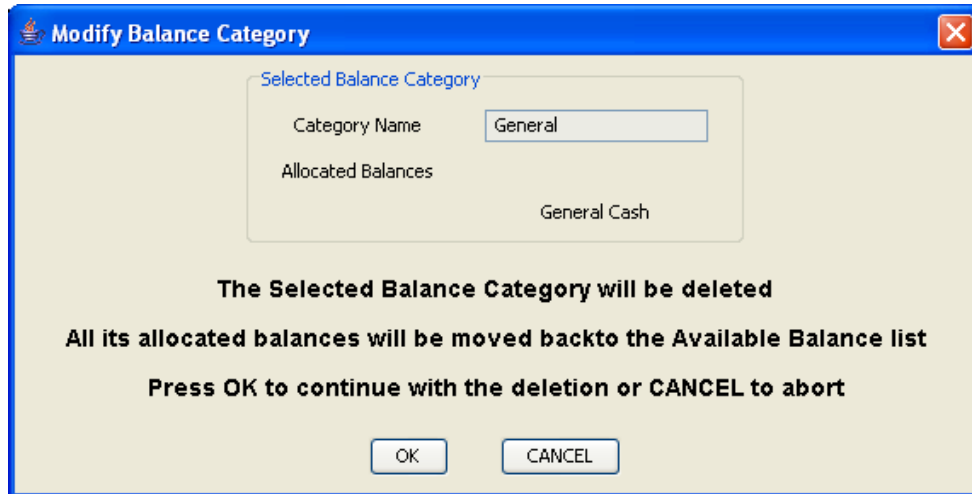 Modify Balance Category
Selected Balance Category
Category Name General
Allocated Balances
General Cash
The Selected Balance Category will be deleted
All its allocated balances will be moved backto the Available Balance list
Press OK to continue with the deletion or CANCEL to abort
OK CANCEL